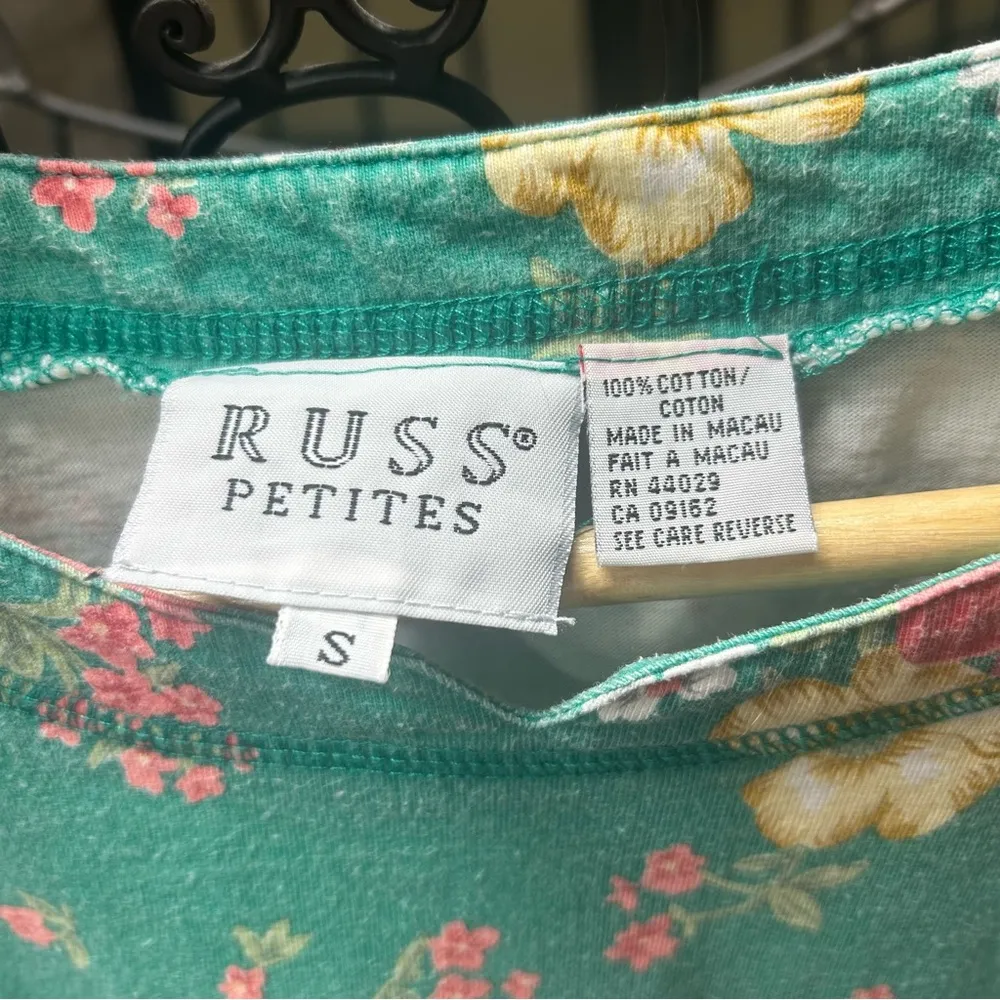 RUSS®
PETITES
S
100% COTTON/
COTON
MADE IN MACAU
FAIT A MACAU
RN 44029
CA 09162
SEE CARE REVERSE